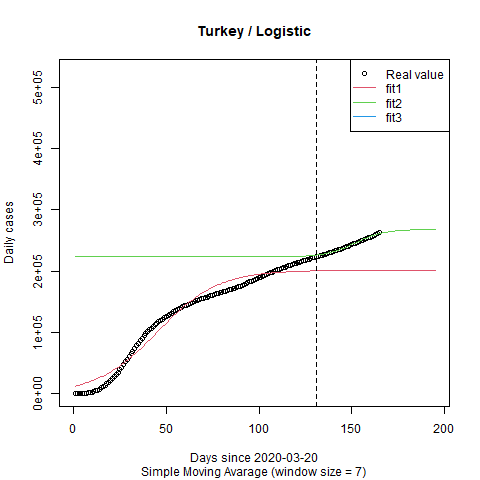 Turkey / Logistic
Daily cases
5e+05
4e+05
3e+05
2e+05
1e+05
0e+00
Real value
fit1
fit2
fit3
0 50 100 150 200
Days since 2020-03-20
Simple Moving Avarage (window size = 7)